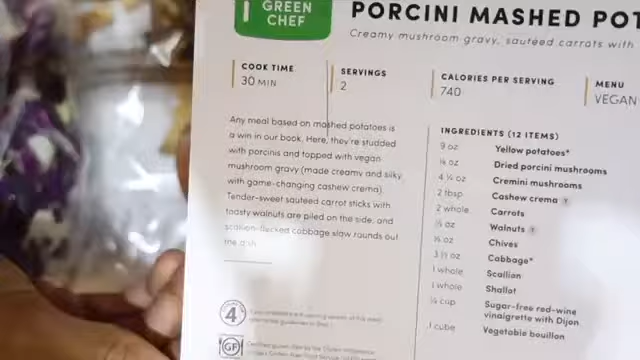 GREEN
CHEF
PORCINI MASHED POT
Creamy mushroom gravy, sautéed carrots with
COOK TIME
30 MIN
SERVINGS
2
CALORIES PER SERVING
740
MENU
VEGAN
Any meal based on mashed potatoes is
a win in our book. Here, they're studded
with porcinis and topped with vegan
mushroom gravy (made creamy and silky
with game-changing cashew crema).
Tender-sweet sautéed carrot sticks with
toasty walnuts are piled on the side, and
scallion-flecked cabbage slaw rounds out
the dish.
INGREDIENTS (12 ITEMS)
9 oz Yellow potatoes*
¼ oz Dried porcini mushrooms
4 ¼ oz Cremini mushrooms
2 tbsp Cashew crema
2 whole Carrots
Walnuts
¼ oz Chives
3 ½ oz Cabbage*
1 whole Scallion
1 whole Shallot
¼ cup Sugar-free red-wine
vinaigrette with Dijon
1 cube Vegetable bouillon
4
GF